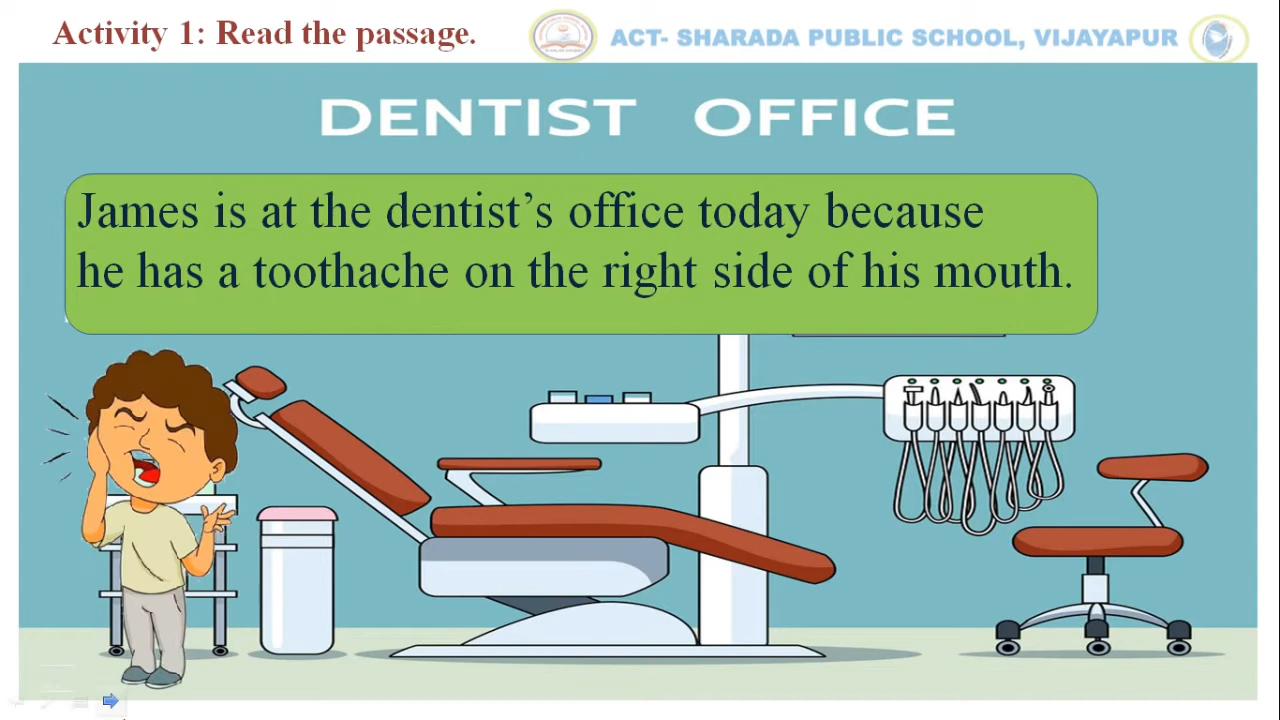 Activity 1: Read the passage.
ACT- SHARADA PUBLIC SCHOOL, VIJAYAPUR
DENTIST OFFICE
James is at the dentist’s office today because
he has a toothache on the right side of his mouth.